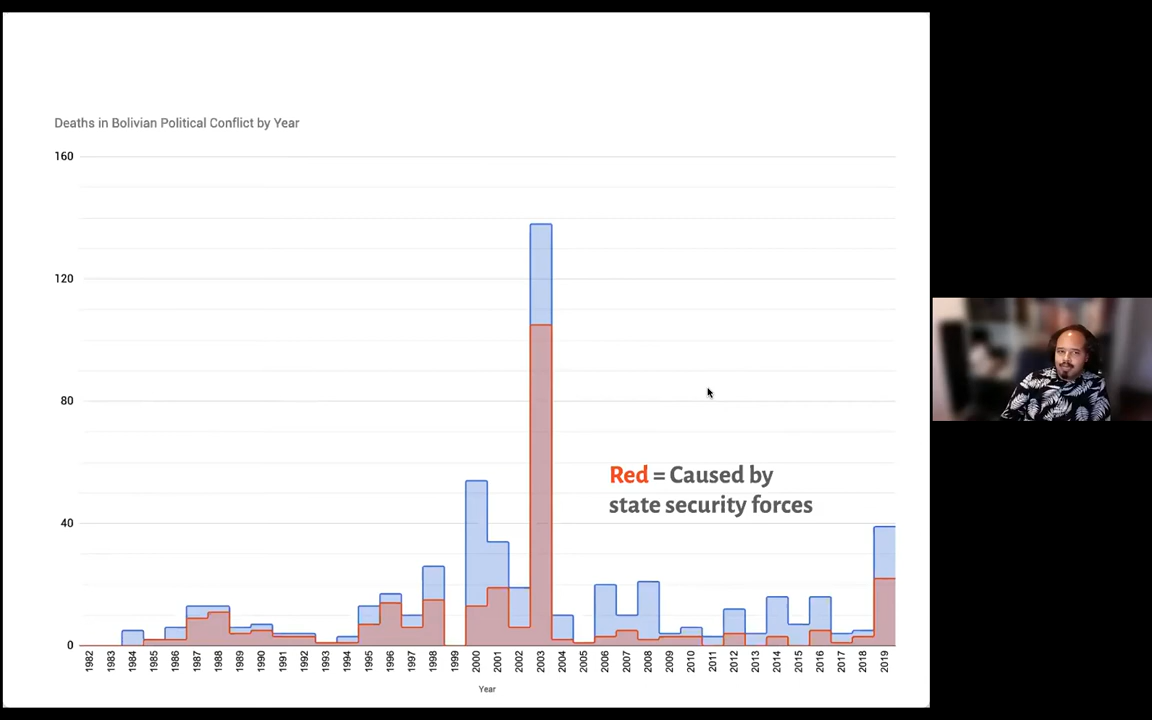 Deaths in Bolivian Political Conflict by Year
160
120
80
40
0
Red = Caused by
state security forces
1982 1983 1984 1985 1986 1987 1988 1989 1990 1991 1992 1993 1994 1995 1996 1997 1998 1999 2000 2001 2002 2003 2004 2005 2006 2007 2008 2009 2010 2011 2012 2013 2014 2015 2016 2017 2018 2019
Year